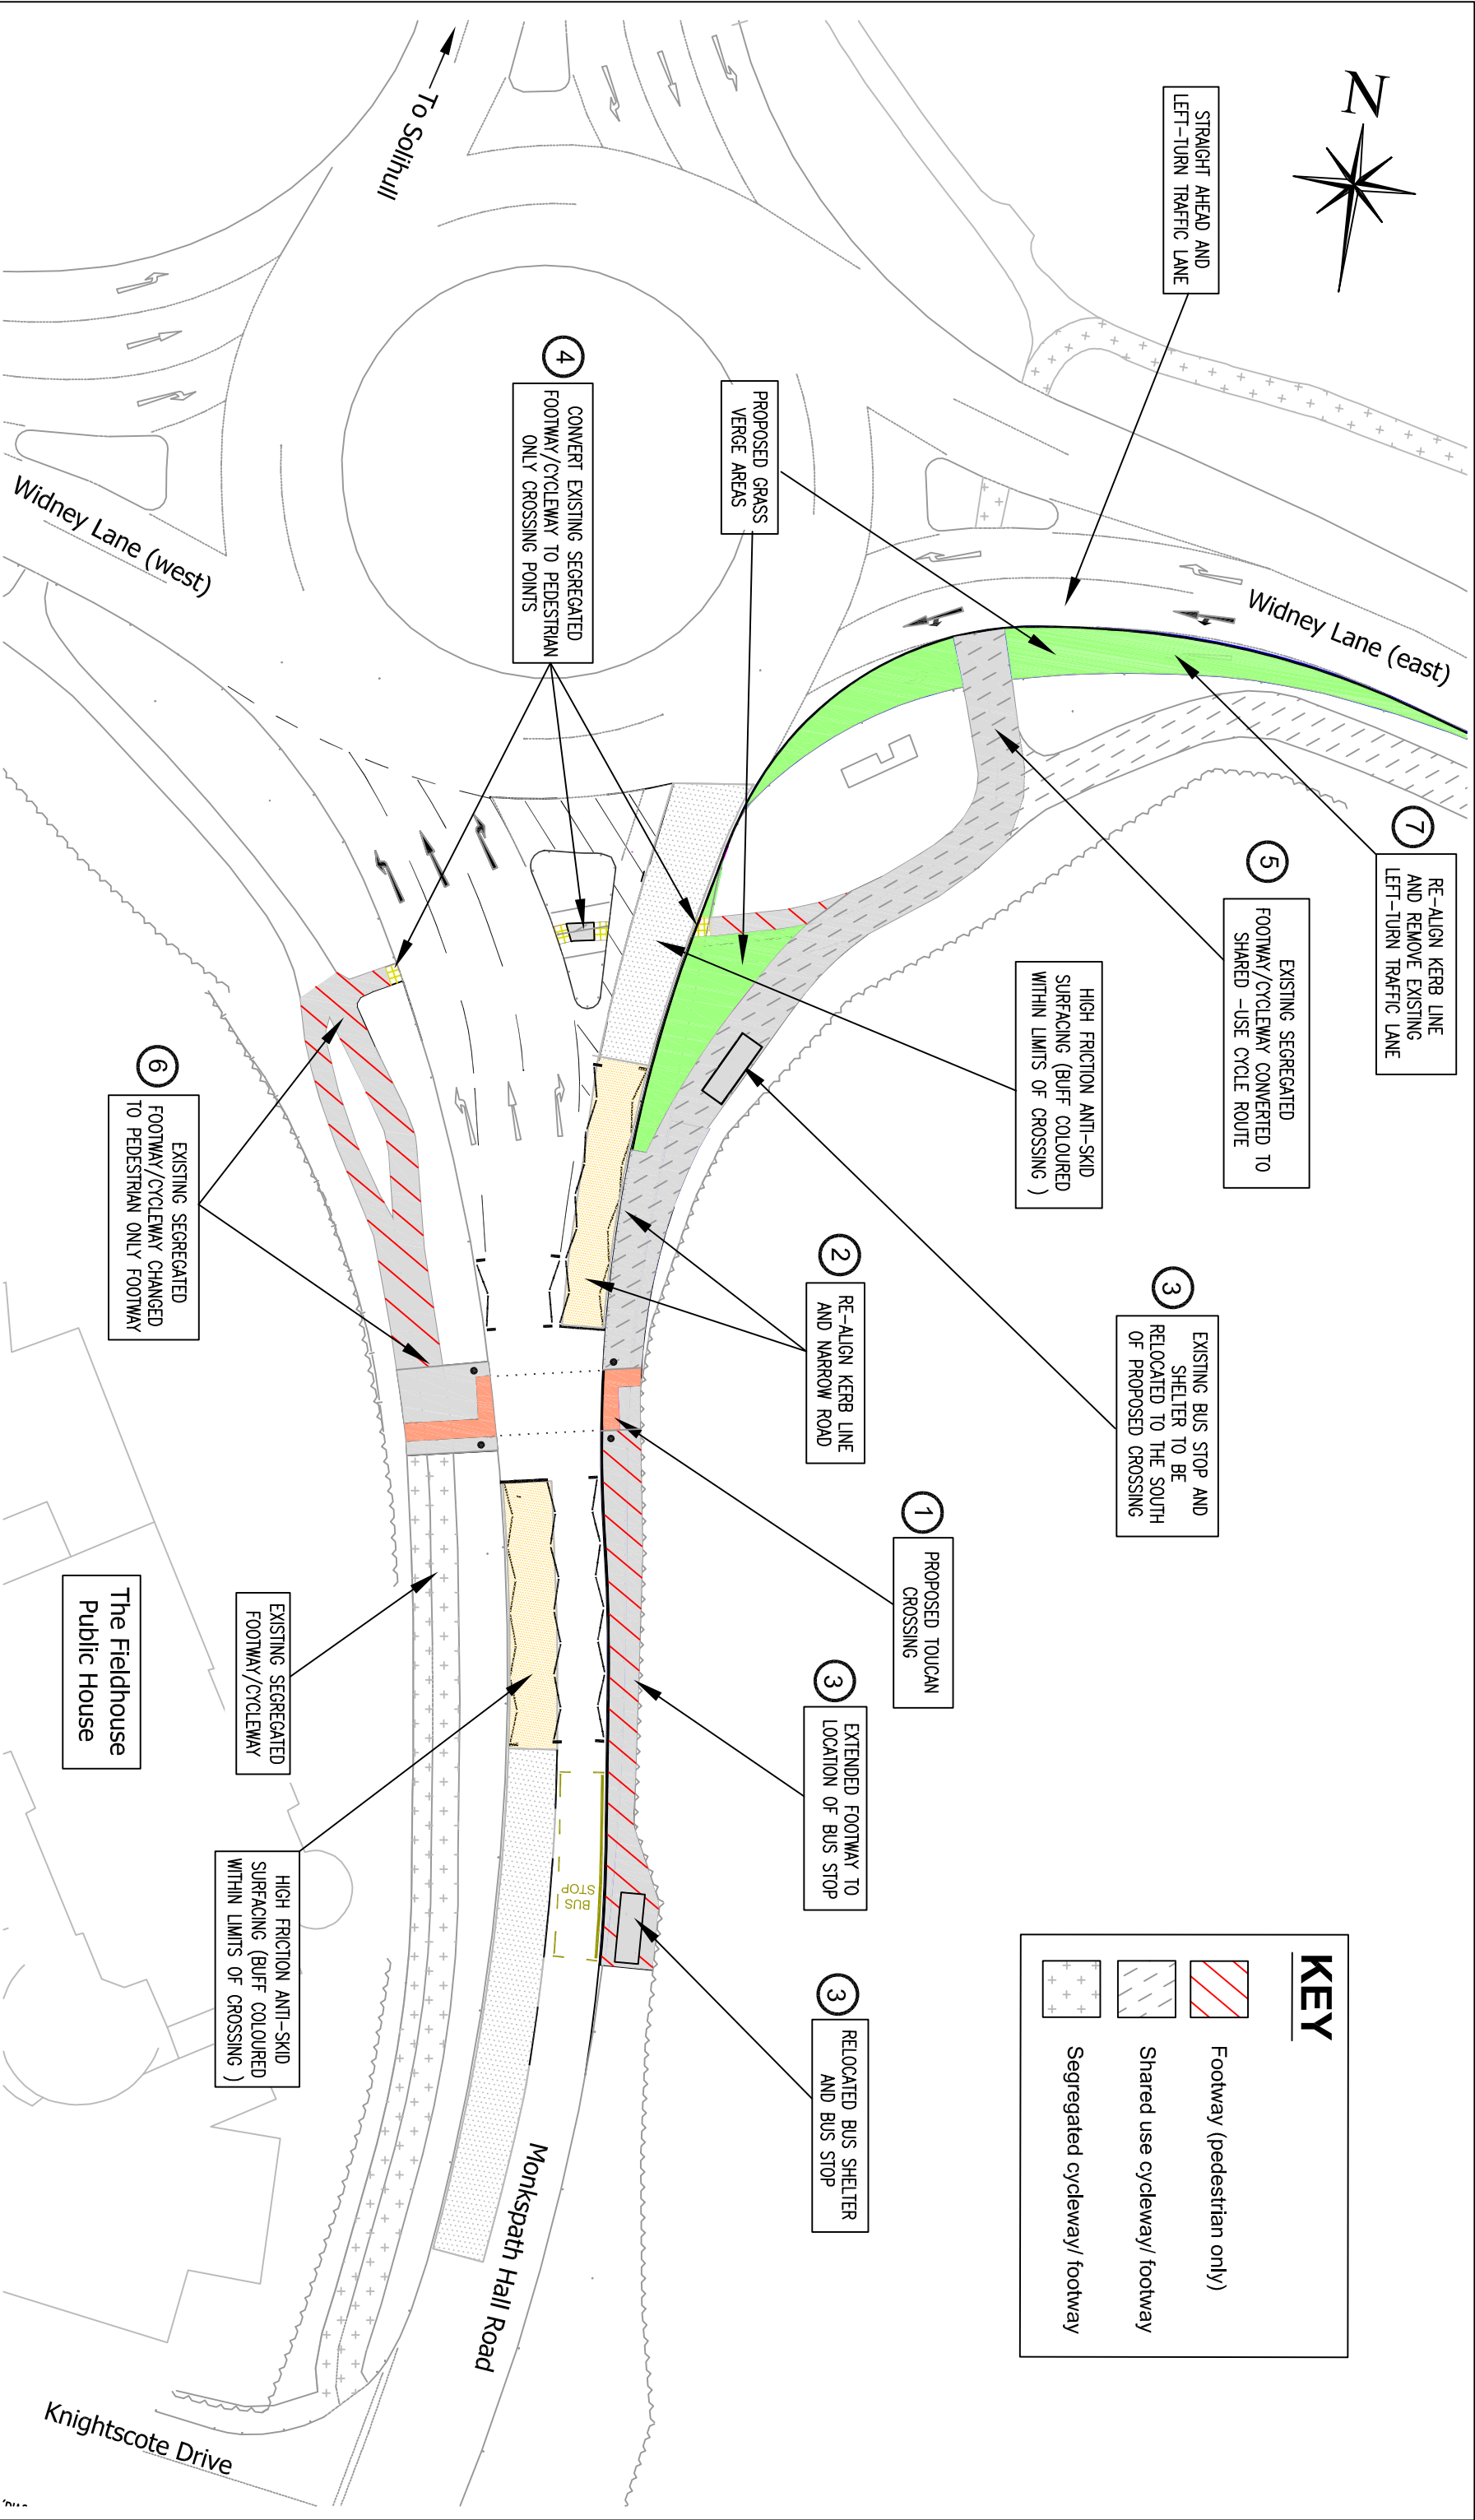 N
To Solihull
STRAIGHT AHEAD AND
LEFT-TURN TRAFFIC LANE
4
CONVERT EXISTING SEGREGATED
FOOTWAY/CYCLEWAY TO PEDESTRIAN
ONLY CROSSING POINTS
PROPOSED GRASS
VERGE AREAS
Widney Lane (west)
Widney Lane (east)
7
RE-ALIGN KERB LINE
AND REMOVE EXISTING
LEFT-TURN TRAFFIC LANE
5
EXISTING SEGREGATED
FOOTWAY/CYCLEWAY CONVERTED TO
SHARED -USE CYCLE ROUTE
HIGH FRICTION ANTI-SKID
SURFACING (BUFF COLOURED
WITHIN LIMITS OF CROSSING )
6
EXISTING SEGREGATED
FOOTWAY/CYCLEWAY CHANGED
TO PEDESTRIAN ONLY FOOTWAY
2
RE-ALIGN KERB LINE
AND NARROW ROAD
3
EXISTING BUS STOP AND
SHELTER TO BE
RELOCATED TO THE SOUTH
OF PROPOSED CROSSING
1
PROPOSED TOUCAN
CROSSING
3
EXTENDED FOOTWAY TO
LOCATION OF BUS STOP
The Fieldhouse
Public House
EXISTING SEGREGATED
FOOTWAY/CYCLEWAY
HIGH FRICTION ANTI-SKID
SURFACING (BUFF COLOURED
WITHIN LIMITS OF CROSSING )
BUS
STOP
3
RELOCATED BUS SHELTER
AND BUS STOP
Monkspath Hall Road
Knightscote Drive
KEY
Footway (pedestrian only)
Shared use cycleway/ footway
Segregated cycleway/ footway